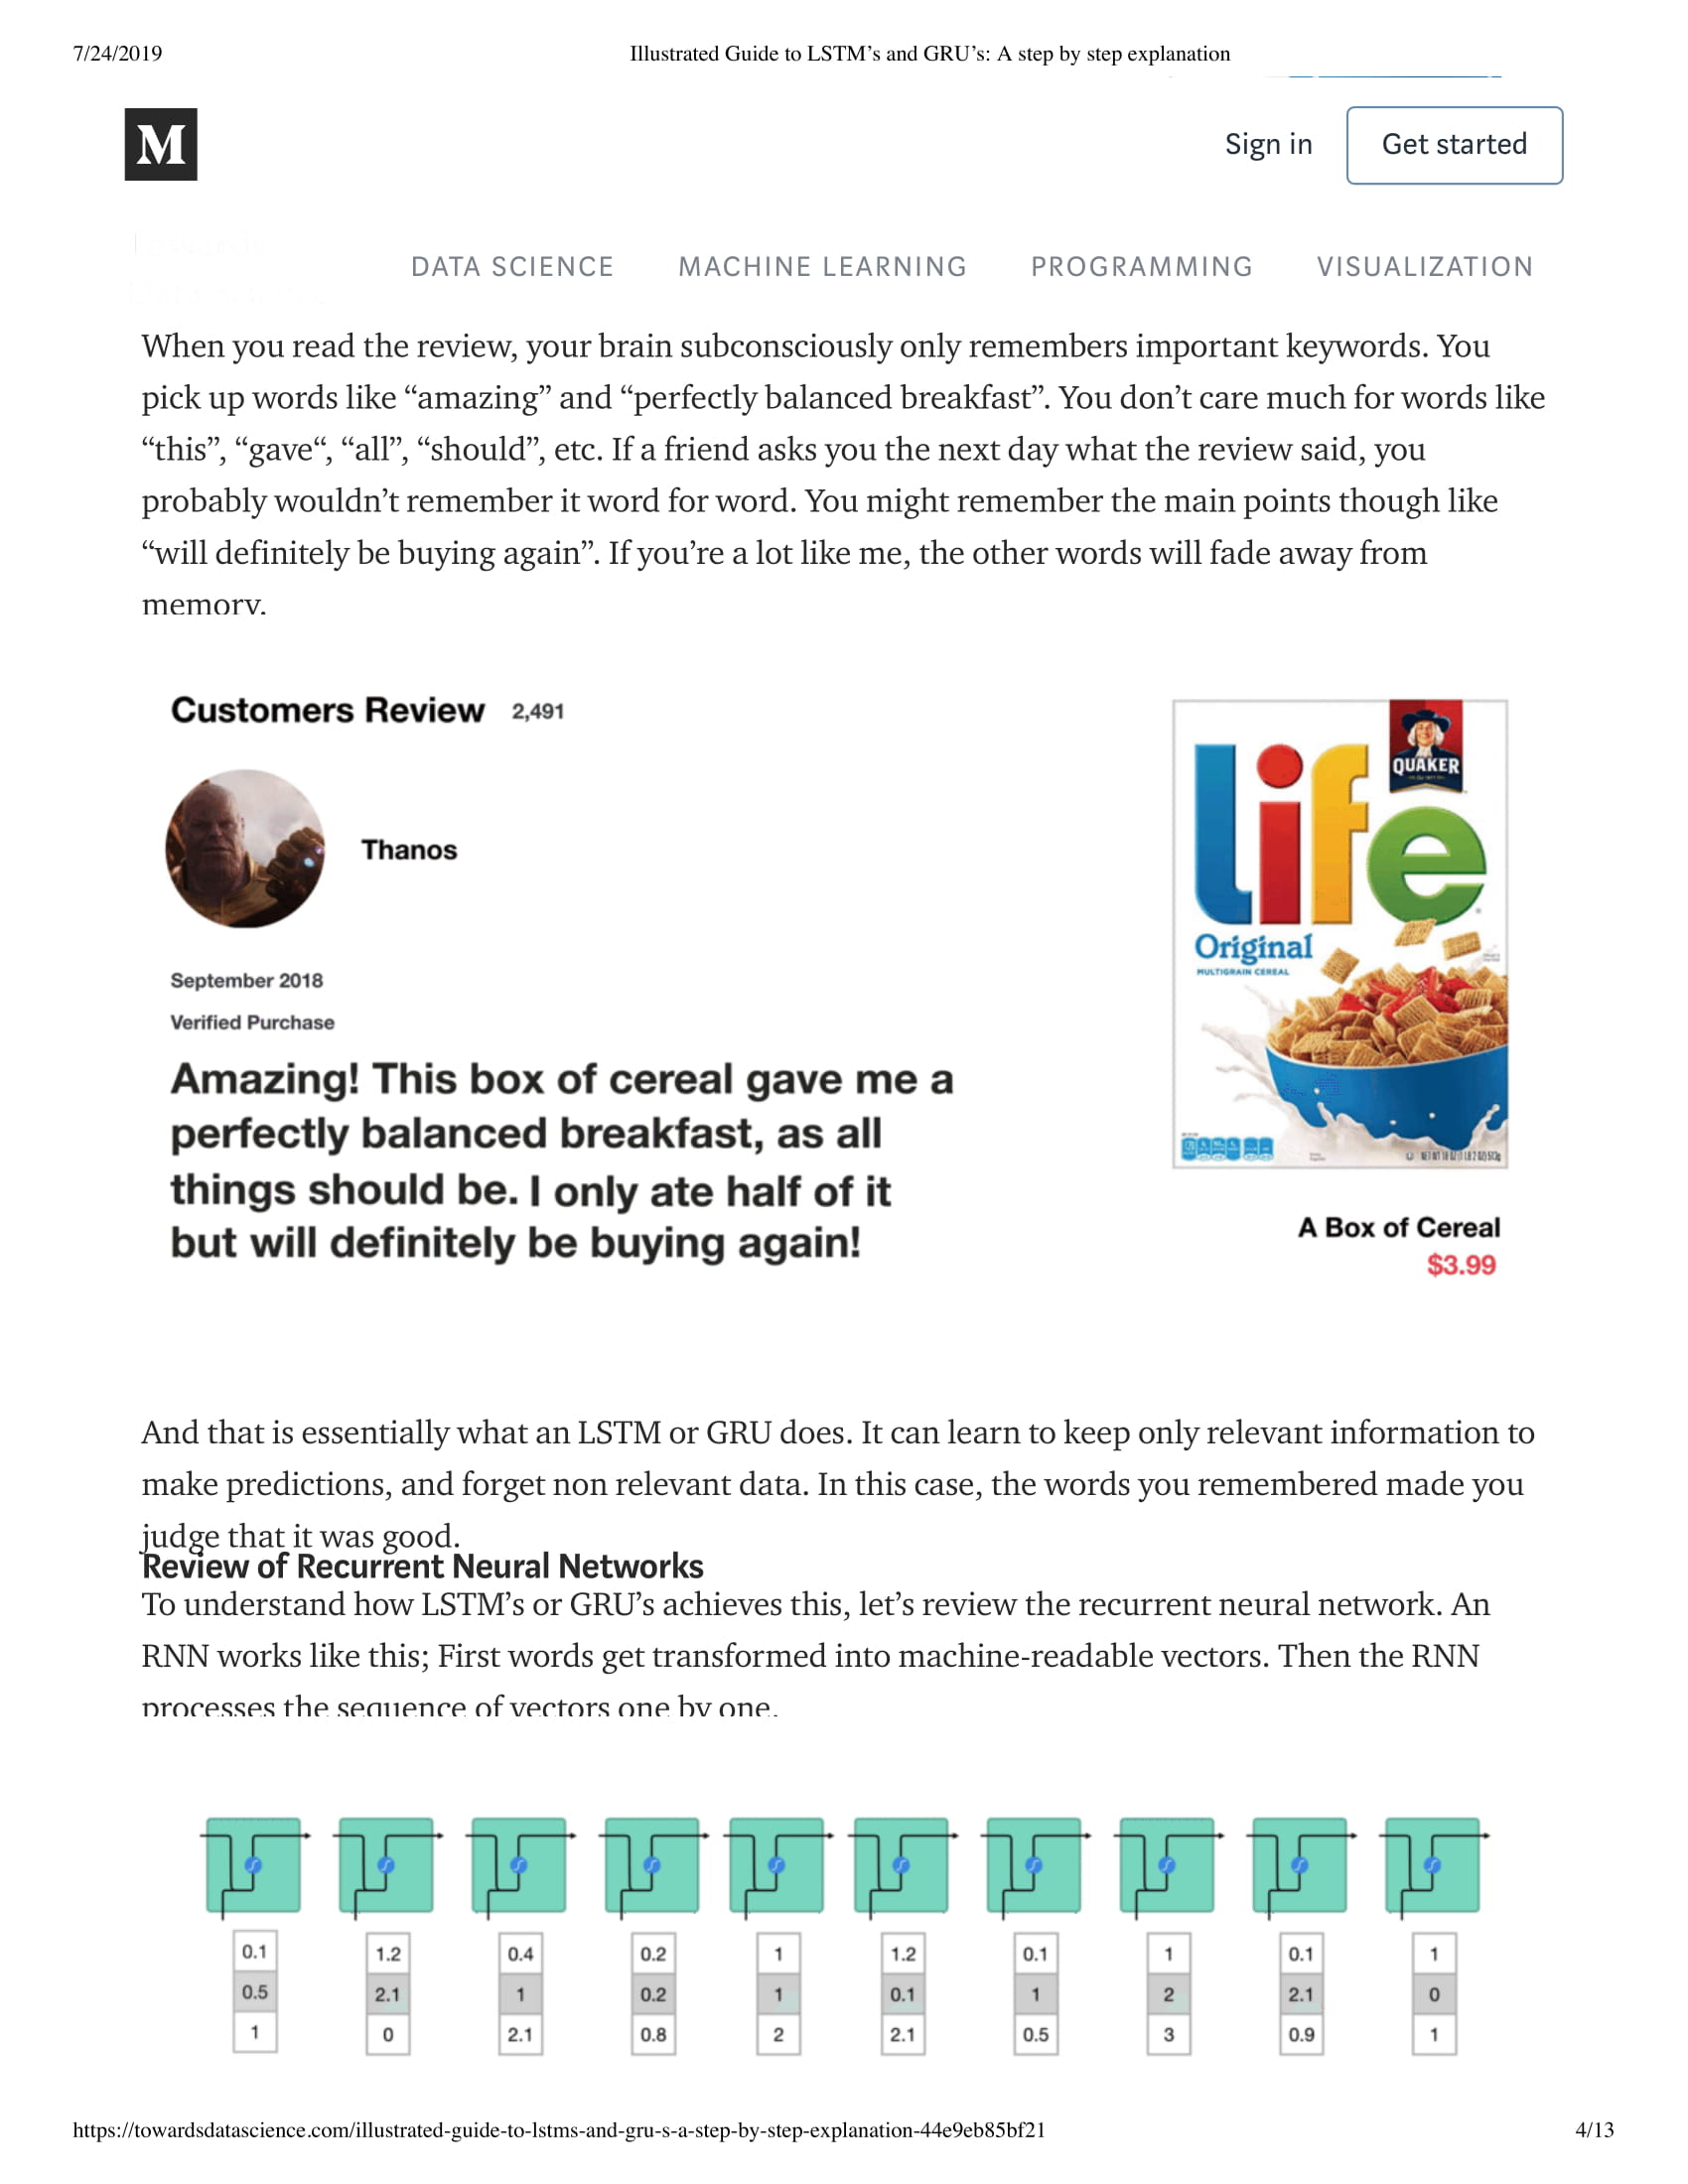 7/24/2019 Illustrated Guide to LSTM’s and GRU’s: A step by step explanation
M Sign in Get started
DATA SCIENCE MACHINE LEARNING PROGRAMMING VISUALIZATION
When you read the review, your brain subconsciously only remembers important keywords. You
pick up words like “amazing” and “perfectly balanced breakfast”. You don’t care much for words like
“this”, “gave“, “all”, “should”, etc. If a friend asks you the next day what the review said, you
probably wouldn’t remember it word for word. You might remember the main points though like
“will definitely be buying again”. If you’re a lot like me, the other words will fade away from
memory.
Customers Review 2,491
Thanos
September 2018
Verified Purchase
Amazing! This box of cereal gave me a
perfectly balanced breakfast, as all
things should be. I only ate half of it
but will definitely be buying again!
QUAKER
life
Original
MULTIGRAIN CEREAL
A Box of Cereal
$3.99
And that is essentially what an LSTM or GRU does. It can learn to keep only relevant information to
make predictions, and forget non relevant data. In this case, the words you remembered made you
judge that it was good.
Review of Recurrent Neural Networks
To understand how LSTM’s or GRU’s achieves this, let’s review the recurrent neural network. An
RNN works like this; First words get transformed into machine-readable vectors. Then the RNN
processes the sequence of vectors one by one.
0.1 1.2 0.4 0.2 1 1.2 0.1 1 0.1 1
0.5 2.1 1 0.2 1 0.1 1 2 2.1 0
1 0 2.1 0.8 2 2.1 0.5 3 0.9 1
https://towardsdatascience.com/illustrated-guide-to-lstms-and-gru-s-a-step-by-step-explanation-44e9eb85bf21 4/13